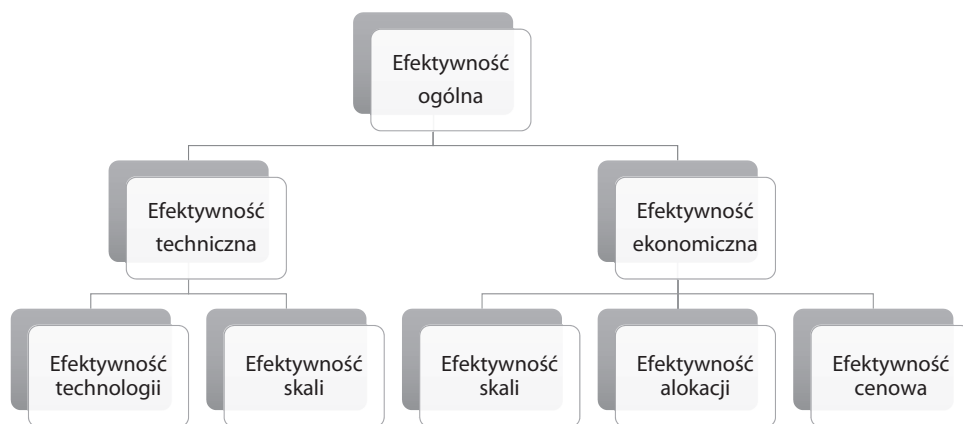 Efektywność
ogólna
Efektywność
techniczna
Efektywność
ekonomiczna
Efektywność
technologii
Efektywność
skali
Efektywność
skali
Efektywność
alokacji
Efektywność
cenowa